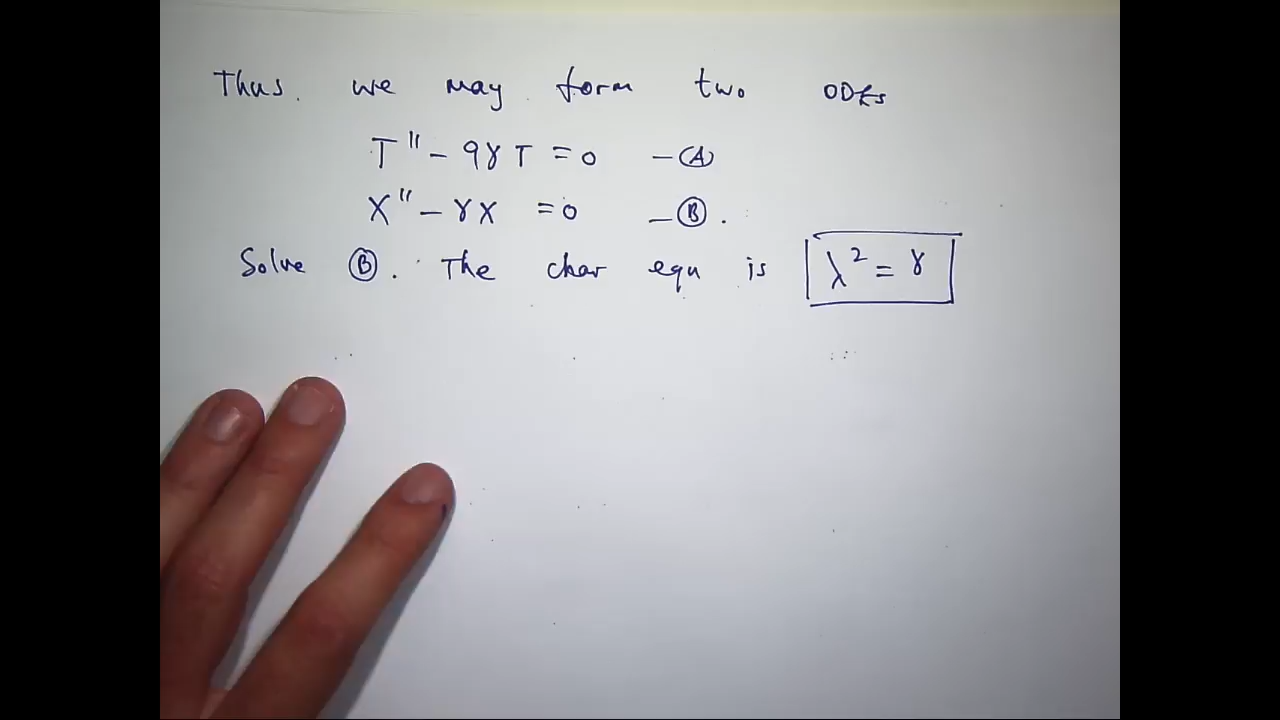 Thus we may form two ODEs
T'' - 9γT = 0 -Ⓐ
X'' - γX = 0 -Ⓑ.
Solve Ⓑ. The char equ is λ² = γ